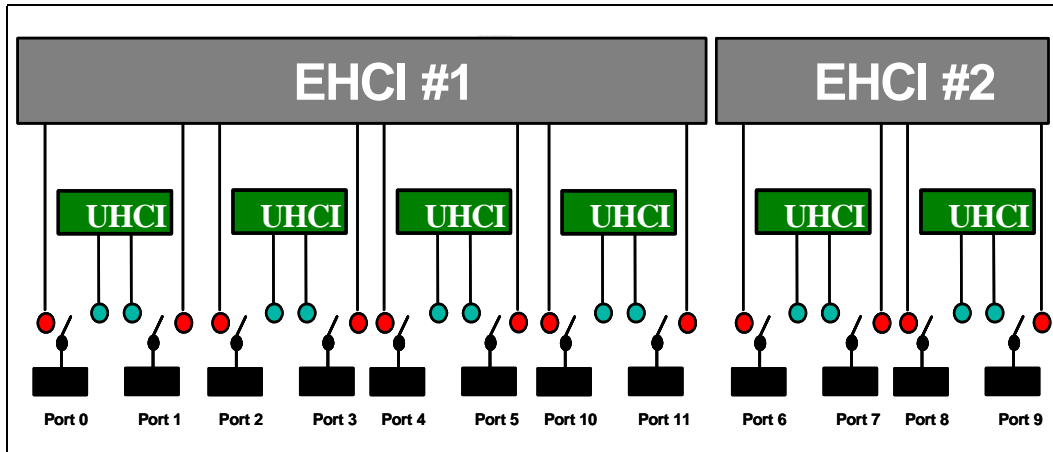 EHCI #1 EHCI #2
UHCI UHCI UHCI UHCI UHCI UHCI
Port 0 Port 1 Port 2 Port 3 Port 4 Port 5 Port 10 Port 11 Port 6 Port 7 Port 8 Port 9